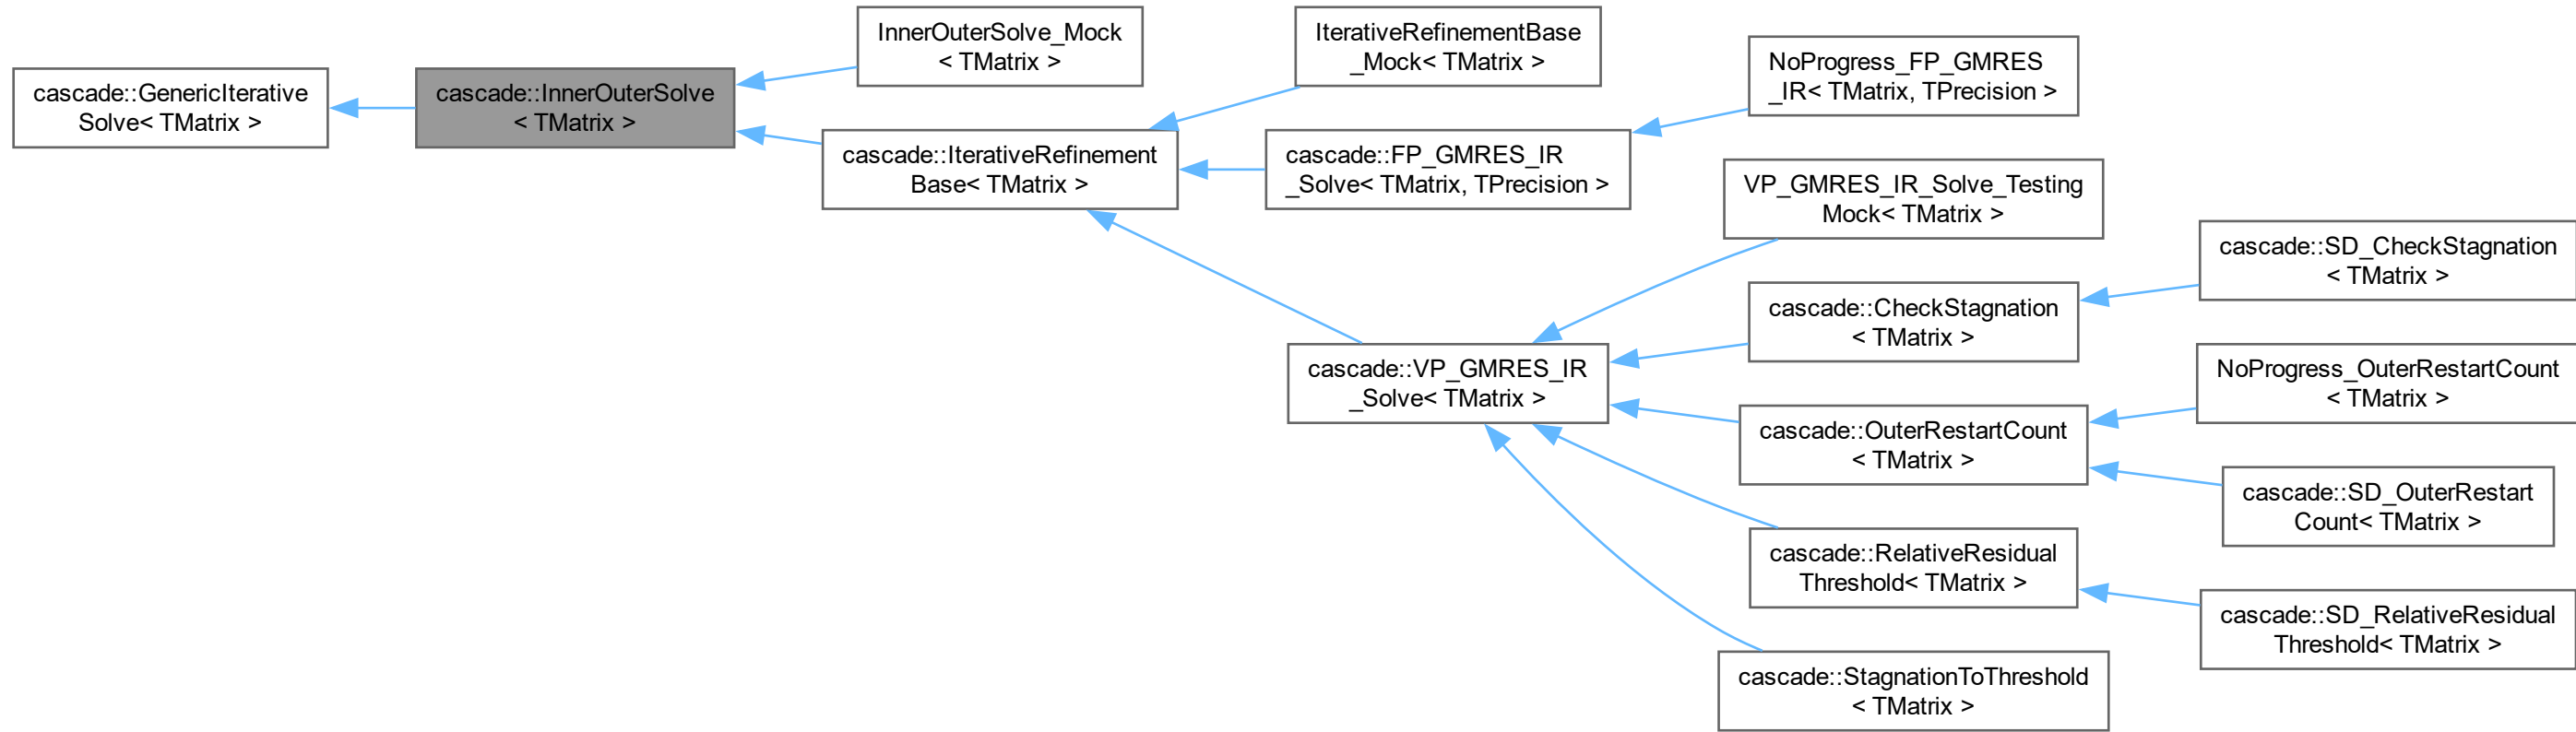 cascade::GenericIterative
Solve< TMatrix >
cascade::InnerOuterSolve
< TMatrix >
InnerOuterSolve_Mock
< TMatrix >
cascade::IterativeRefinement
Base< TMatrix >
IterativeRefinementBase
_Mock< TMatrix >
cascade::FP_GMRES_IR
_Solve< TMatrix, TPrecision >
NoProgress_FP_GMRES
_IR< TMatrix, TPrecision >
cascade::VP_GMRES_IR
_Solve< TMatrix >
VP_GMRES_IR_Solve_Testing
Mock< TMatrix >
cascade::CheckStagnation
< TMatrix >
cascade::SD_CheckStagnation
< TMatrix >
cascade::OuterRestartCount
< TMatrix >
NoProgress_OuterRestartCount
< TMatrix >
cascade::SD_OuterRestart
Count< TMatrix >
cascade::RelativeResidual
Threshold< TMatrix >
cascade::SD_RelativeResidual
Threshold< TMatrix >
cascade::StagnationToThreshold
< TMatrix >